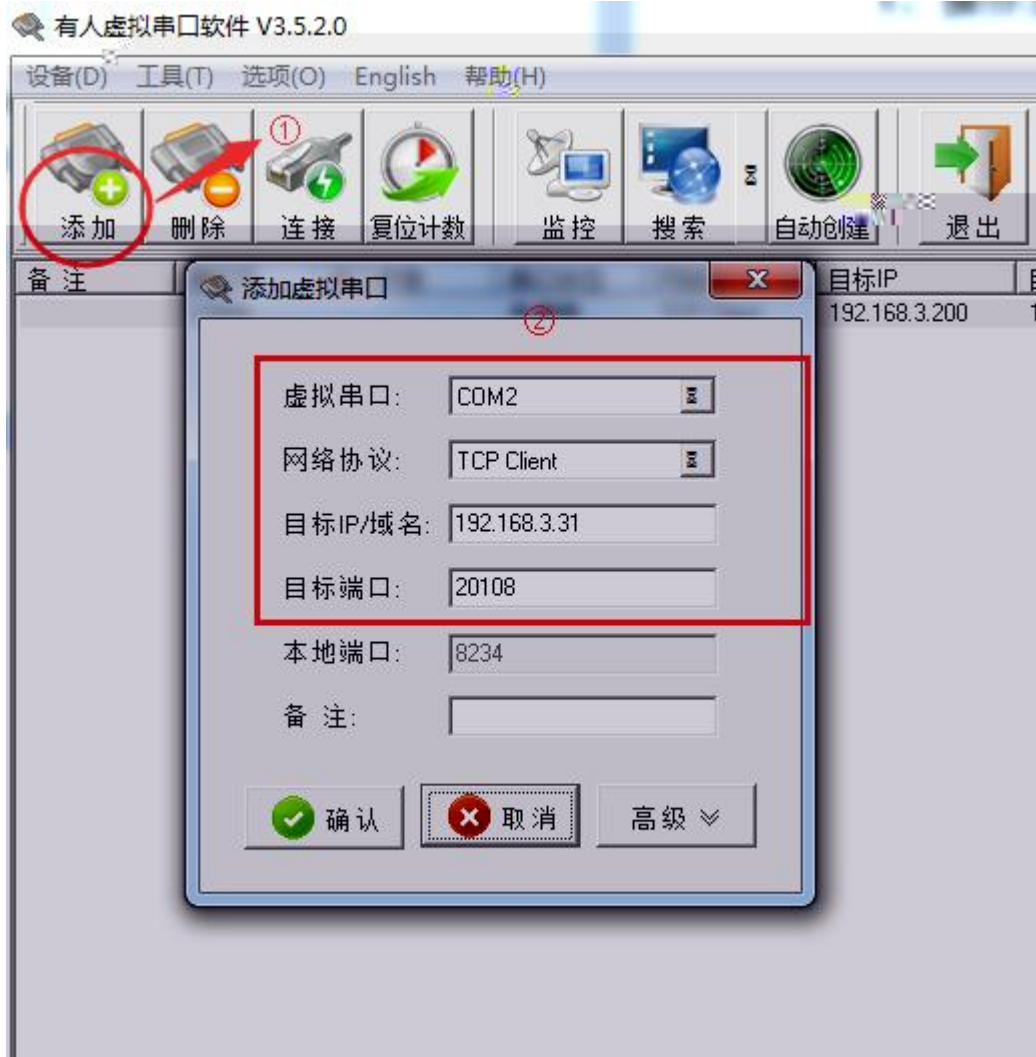 有人虚拟串口软件 V3.5.2.0
设备(D) 工具(T) 选项(O) English 帮助(H)
①
添加 删除 连接 复位计数 监控 搜索 自动创建 退出
备 注 目标IP
添加虚拟串口
192.168.3.200
②
虚拟串口: COM2
网络协议: TCP Client
目标IP/域名: 192.168.3.31
目标端口: 20108
本地端口: 8234
备 注:
确认 取消 高级